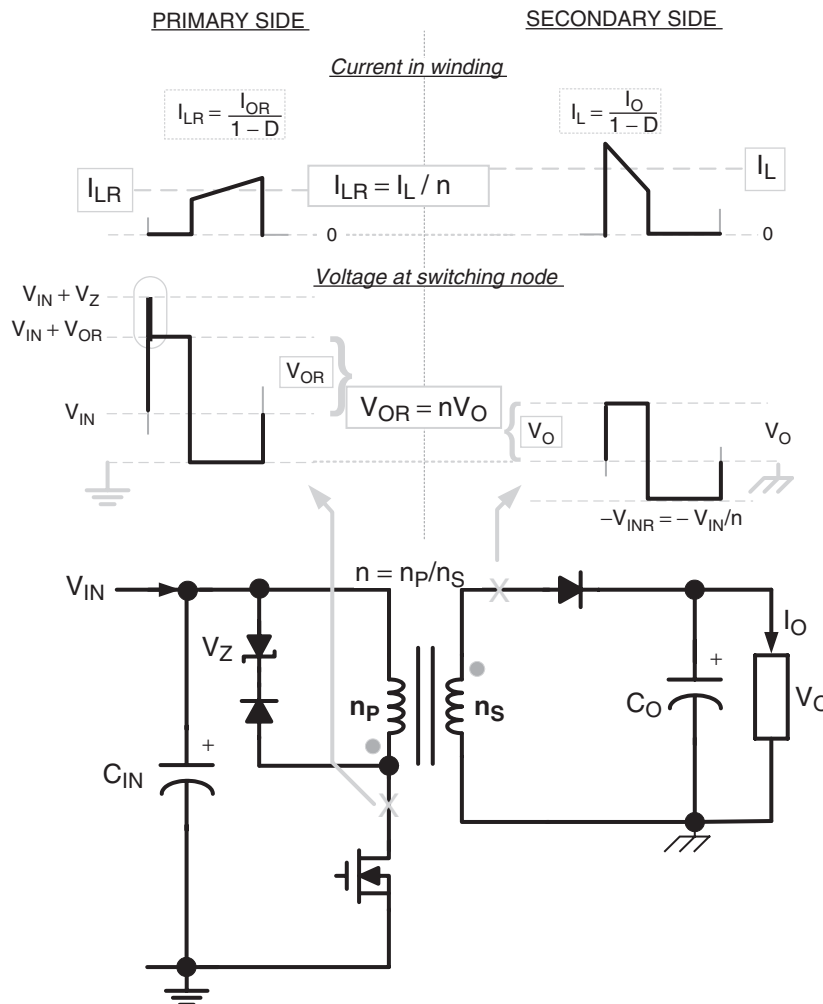 PRIMARY SIDE
SECONDARY SIDE
Current in winding
I_LR = I_OR / 1 − D
I_L = I_O / 1 − D
I_LR
I_LR = I_L / n
I_L
0
0
Voltage at switching node
V_IN + V_Z
V_IN + V_OR
V_OR
V_IN
V_OR = nV_O
V_O
V_O
−V_INR = − V_IN/n
V_IN
n = n_P/n_S
I_O
V_Z
+
n_P
n_S
C_O
V_O
+
C_IN